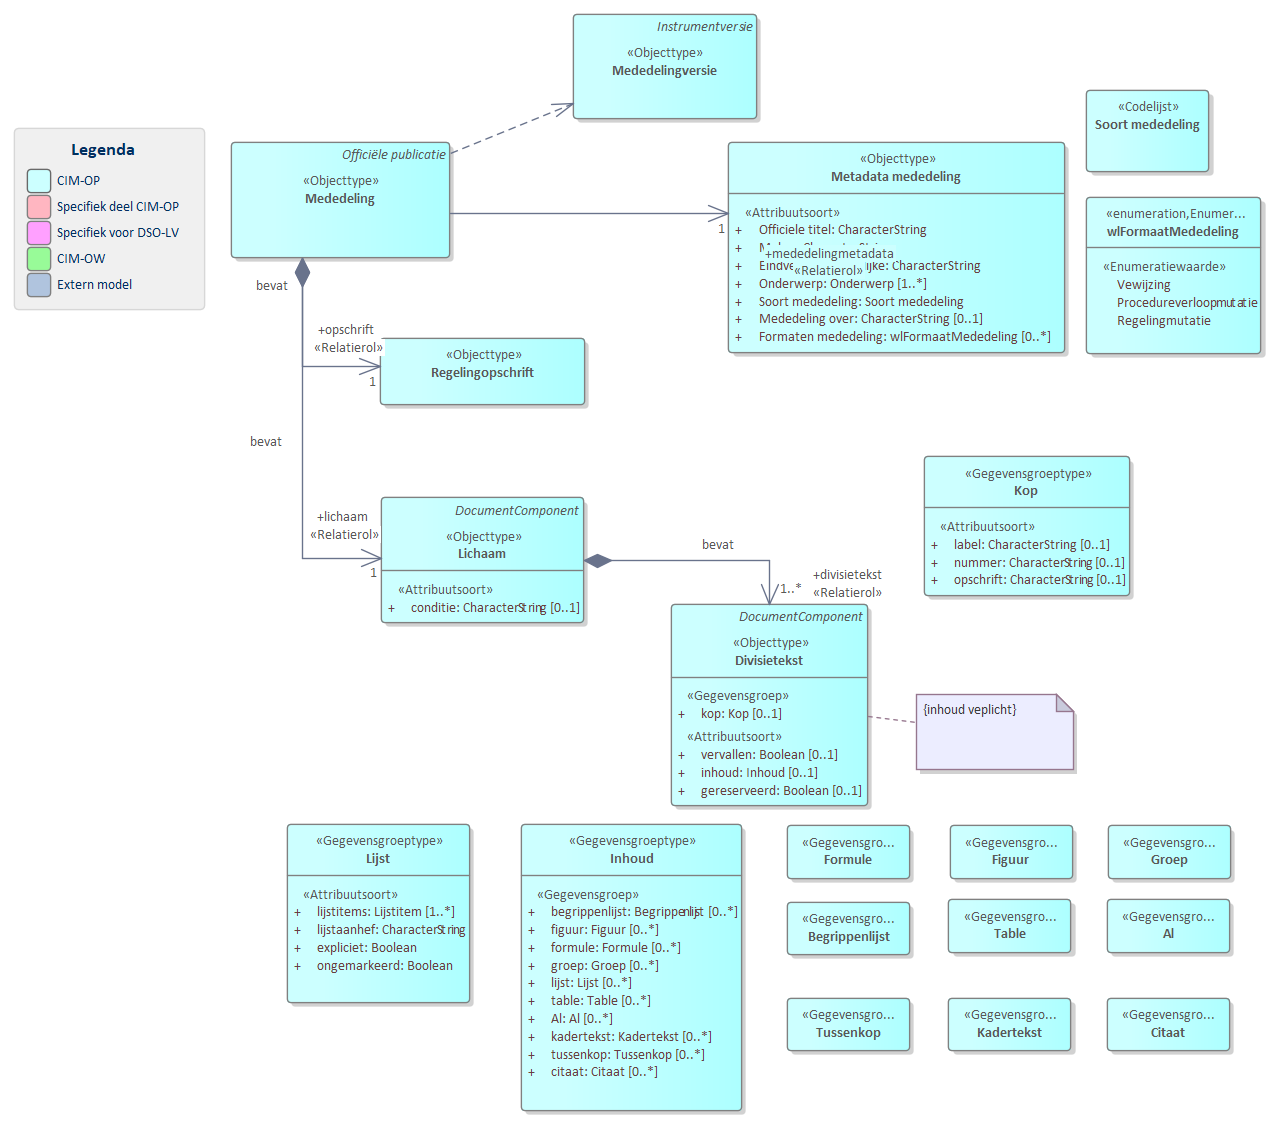 Instrumentversie
«Objecttype»
Mededelingversie
«Codelijst»
Soort mededeling
Legenda
CIM-OP
Specifiek deel CIM-OP
Specifiek voor DSO-LV
CIM-OW
Extern model
Officiële publicatie
«Objecttype»
Mededeling
«Objecttype»
Metadata mededeling
«Attribuutsoort»
+ Officiele titel: CharacterString
+
+mededelingmetadata
+
«Relatierol»
CharacterString
+ Onderwerp: Onderwerp [1..*]
+ Soort mededeling: Soort mededeling
+ Mededeling over: CharacterString [0..1]
+ Formaten mededeling: wlFormaatMededeling [0..*]
1
«enumeration,Enumer...
wlFormaatMededeling
«Enumeratiewaarde»
Vewijzing
Procedureverloopmutatie
Regelingmutatie
bevat
+opschrift
«Relatierol»
1
«Objecttype»
Regelingopschrift
bevat
+lichaam
«Relatierol»
1
DocumentComponent
«Objecttype»
Lichaam
«Attribuutsoort»
+ conditie: CharacterString [0..1]
bevat
1..*
+divisietekst
«Relatierol»
«Gegevensgroeptype»
Kop
«Attribuutsoort»
+ label: CharacterString [0..1]
+ nummer: CharacterString [0..1]
+ opschrift: CharacterString [0..1]
DocumentComponent
«Objecttype»
Divisietekst
«Gegevensgroep»
+ kop: Kop [0..1]
«Attribuutsoort»
+ vervallen: Boolean [0..1]
+ inhoud: Inhoud [0..1]
+ gereserveerd: Boolean [0..1]
{inhoud veplicht}
«Gegevensgroeptype»
Lijst
«Attribuutsoort»
+ lijstitems: Lijstitem [1..*]
+ lijstaanhef: CharacterString
+ expliciet: Boolean
+ ongemarkeerd: Boolean
«Gegevensgroeptype»
Inhoud
«Gegevensgroep»
+ begrippenlijst: Begrippenlijst [0..*]
+ figuur: Figuur [0..*]
+ formule: Formule [0..*]
+ groep: Groep [0..*]
+ lijst: Lijst [0..*]
+ table: Table [0..*]
+ Al: Al [0..*]
+ kadertekst: Kadertekst [0..*]
+ tussenkop: Tussenkop [0..*]
+ citaat: Citaat [0..*]
«Gegevensgro...
Formule
«Gegevensgro...
Figuur
«Gegevensgro...
Groep
«Gegevensgro...
Begrippenlijst
«Gegevensgro...
Table
«Gegevensgro...
Al
«Gegevensgro...
Tussenkop
«Gegevensgro...
Kadertekst
«Gegevensgro...
Citaat